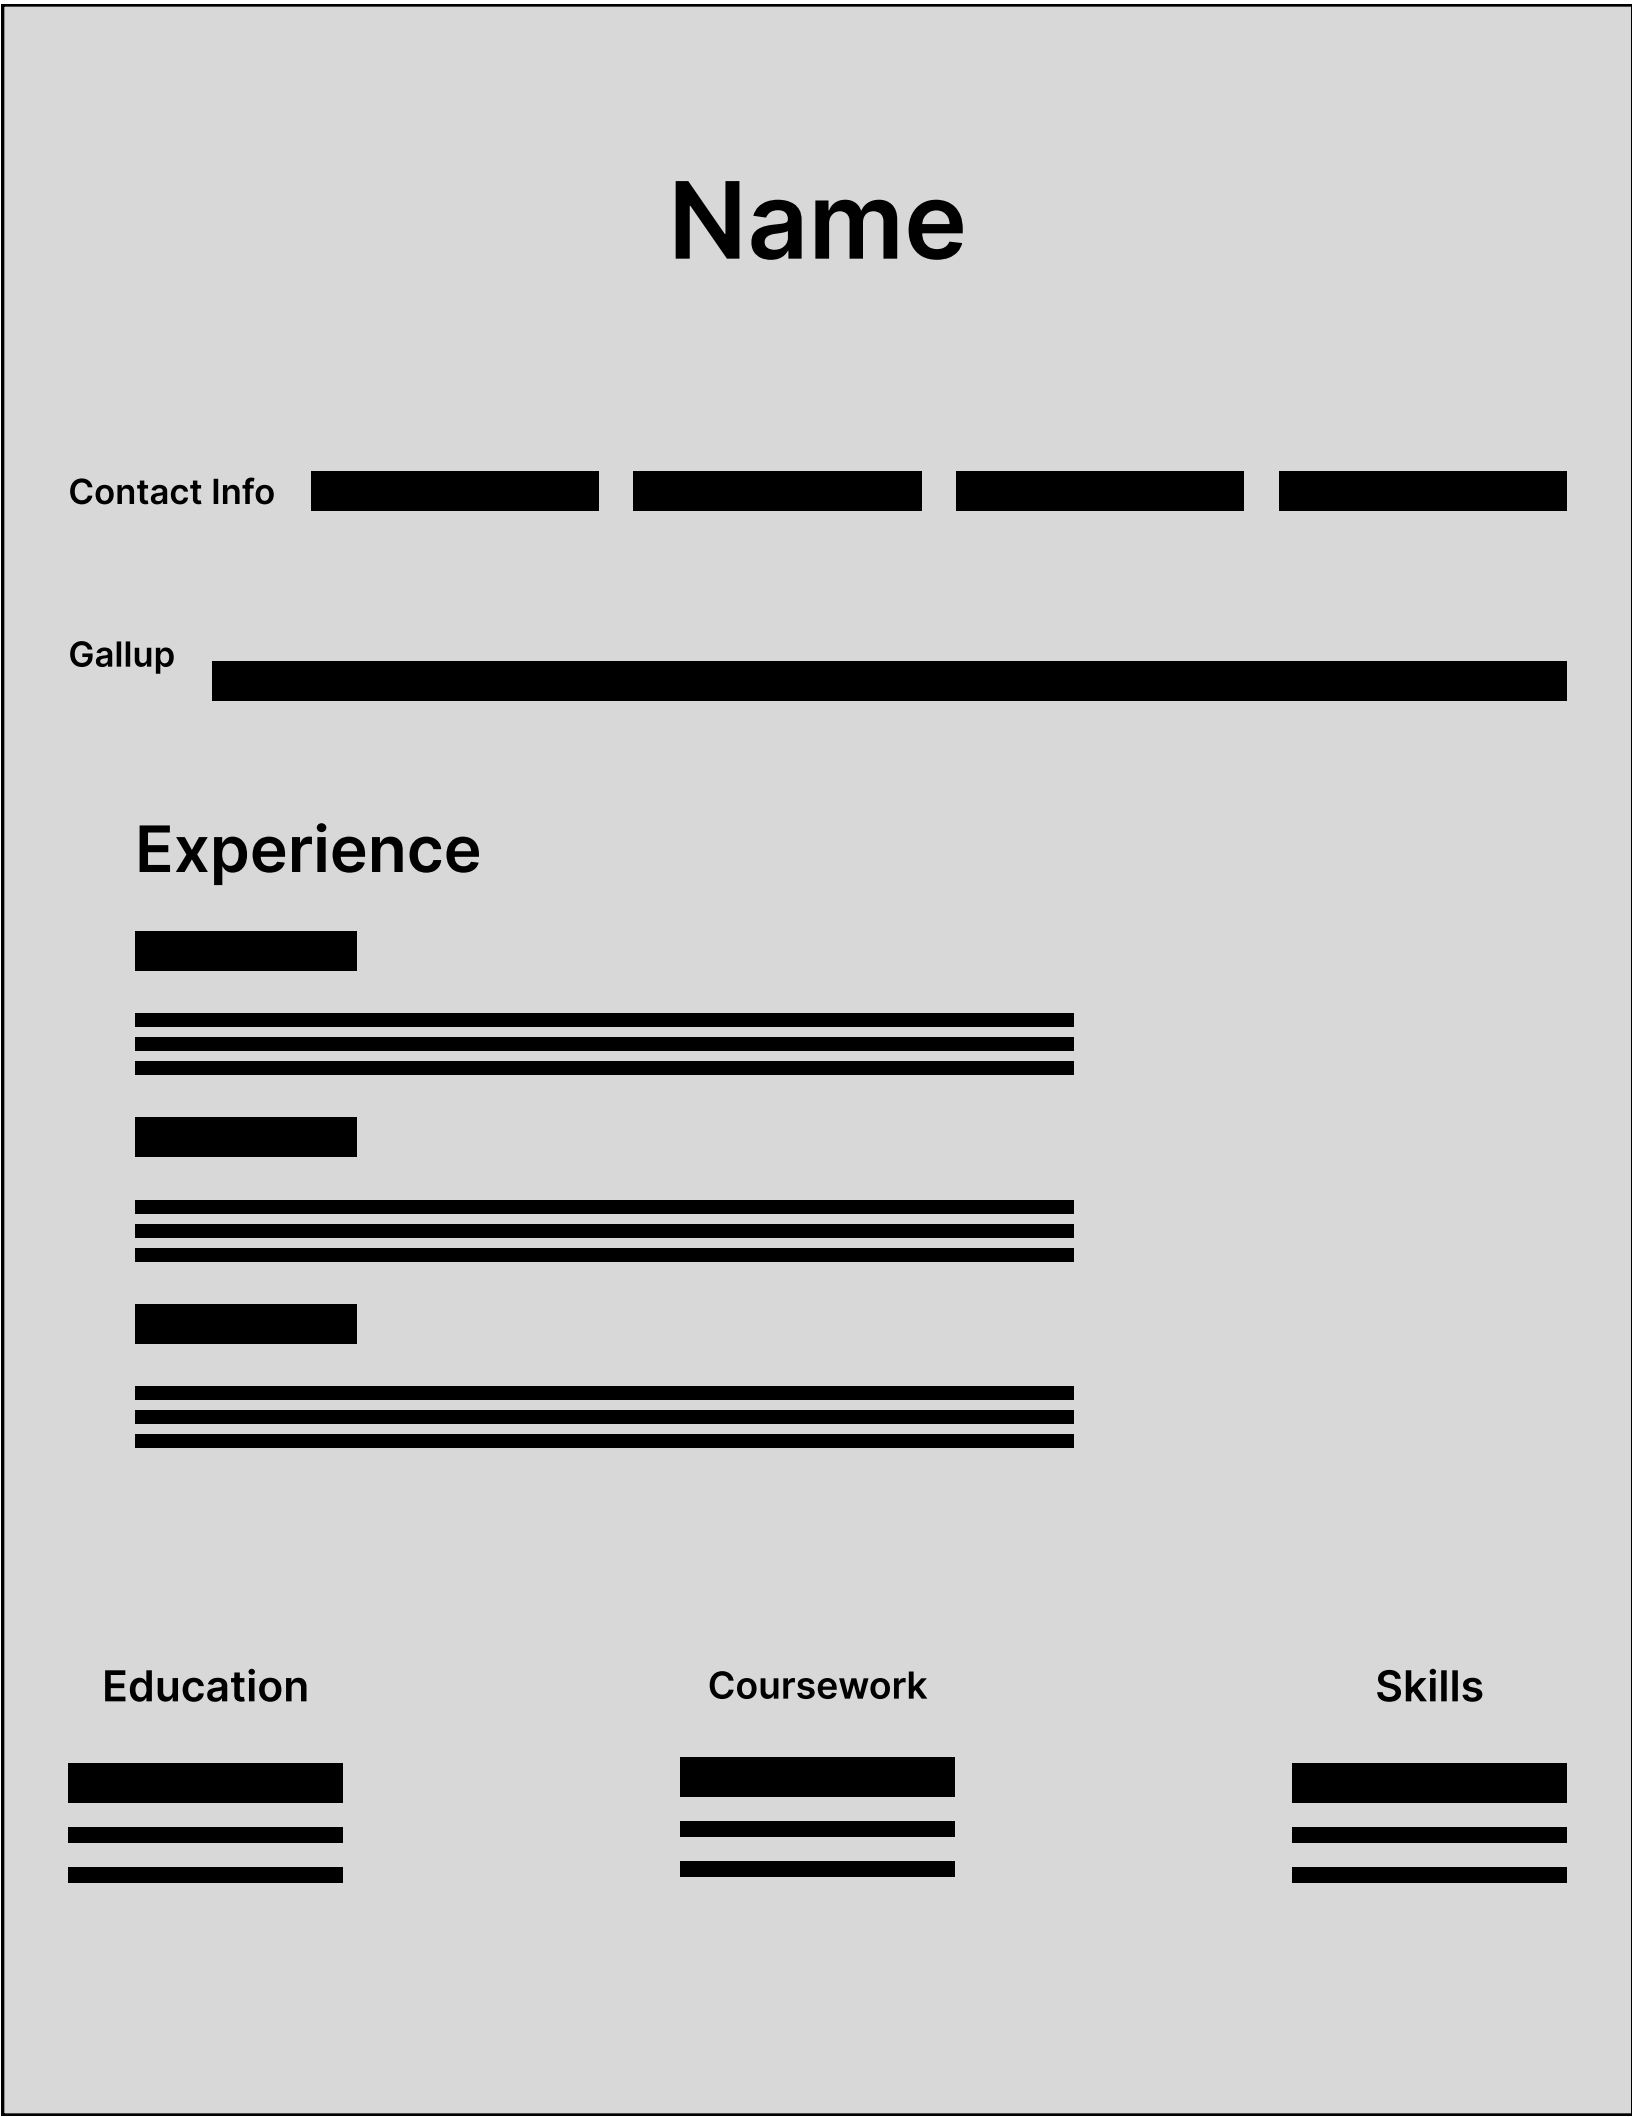 Name
Contact Info
Gallup
Experience
Education Coursework Skills